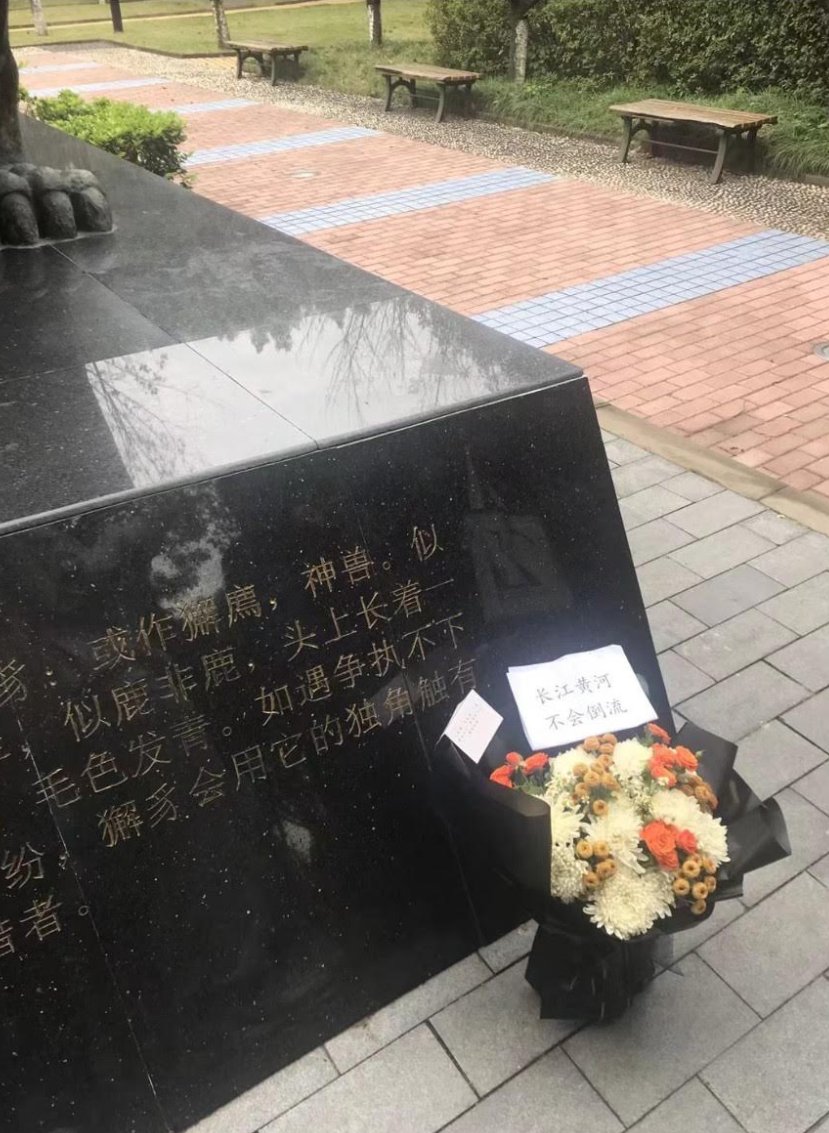 豸，或作獬廌，神兽。似
似鹿非鹿，头上长着一
毛色发青。如遇争执不下
纷，獬豸会用它的独角触有
者。
长江黄河
不会倒流